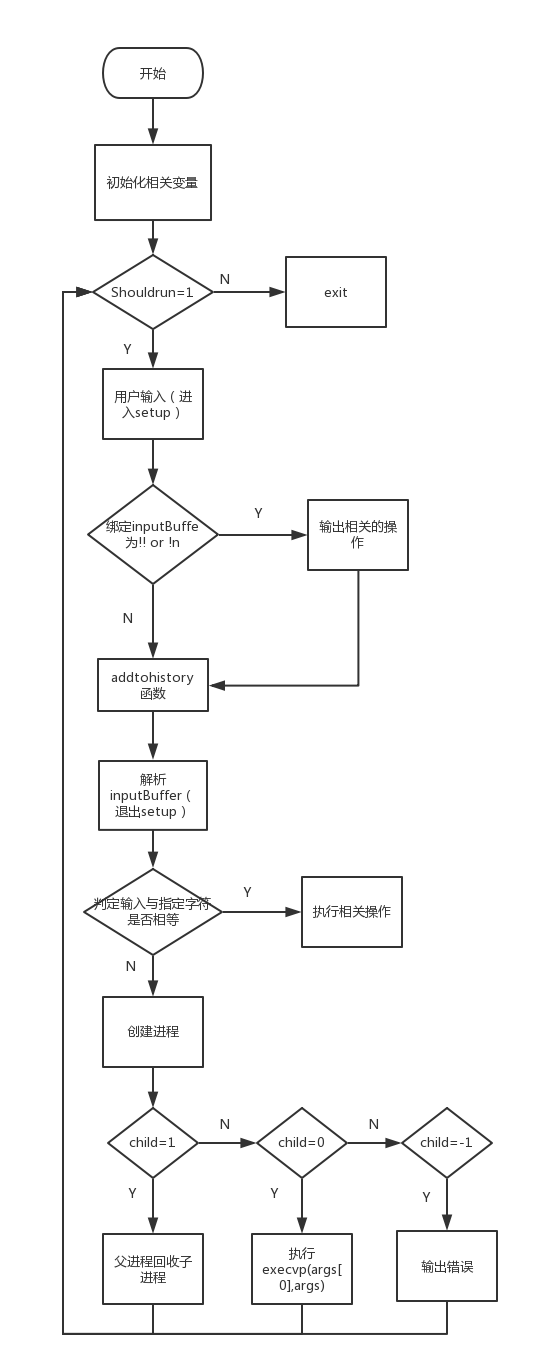 开始
初始化相关变量
Shouldrun=1
N
exit
Y
用户输入（进
入setup）
绑定inputBuffe
为!! or !n
Y
输出相关的操
作
N
addtohistory
函数
解析
inputBuffer（
退出setup）
判定输入与指定字符
是否相等
Y
执行相关操作
N
创建进程
child=1
N
child=0
N
child=-1
Y
Y
Y
父进程回收子
进程
执行
execvp(args[
0],args)
输出错误